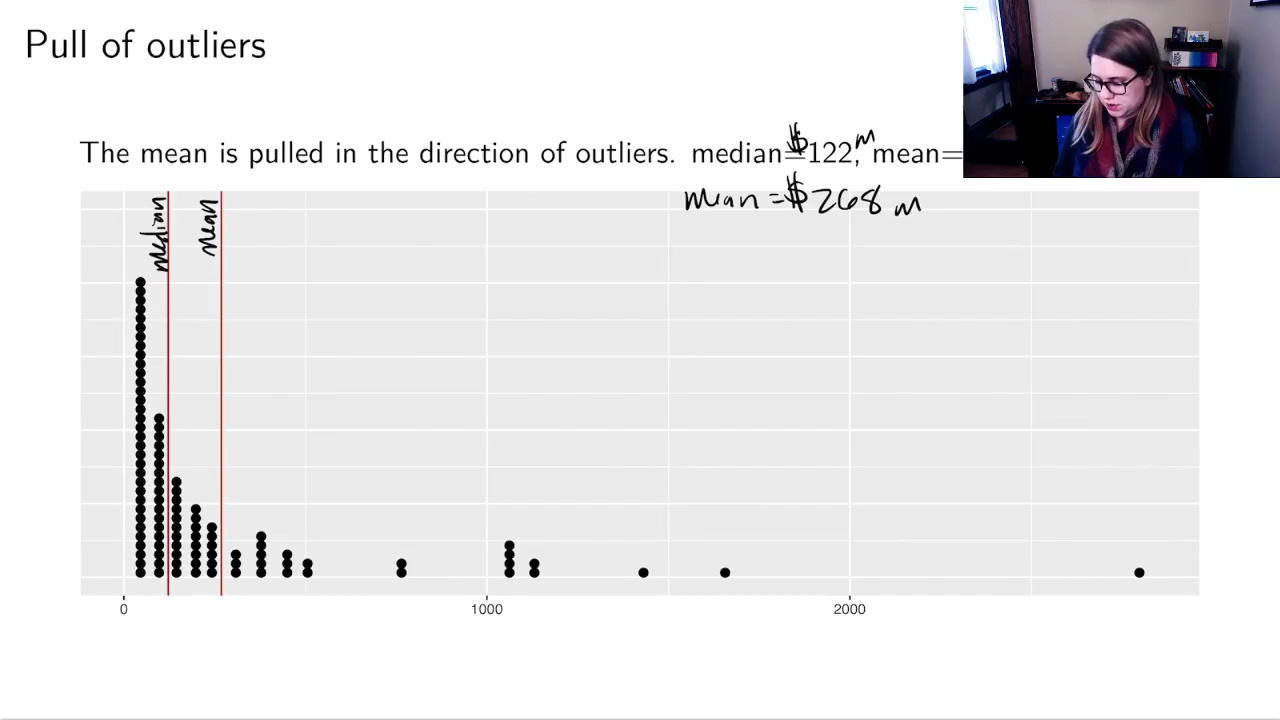 Pull of outliers
The mean is pulled in the direction of outliers. median=$122, m mean=
mean = $268 m
median
mean
0 1000 2000